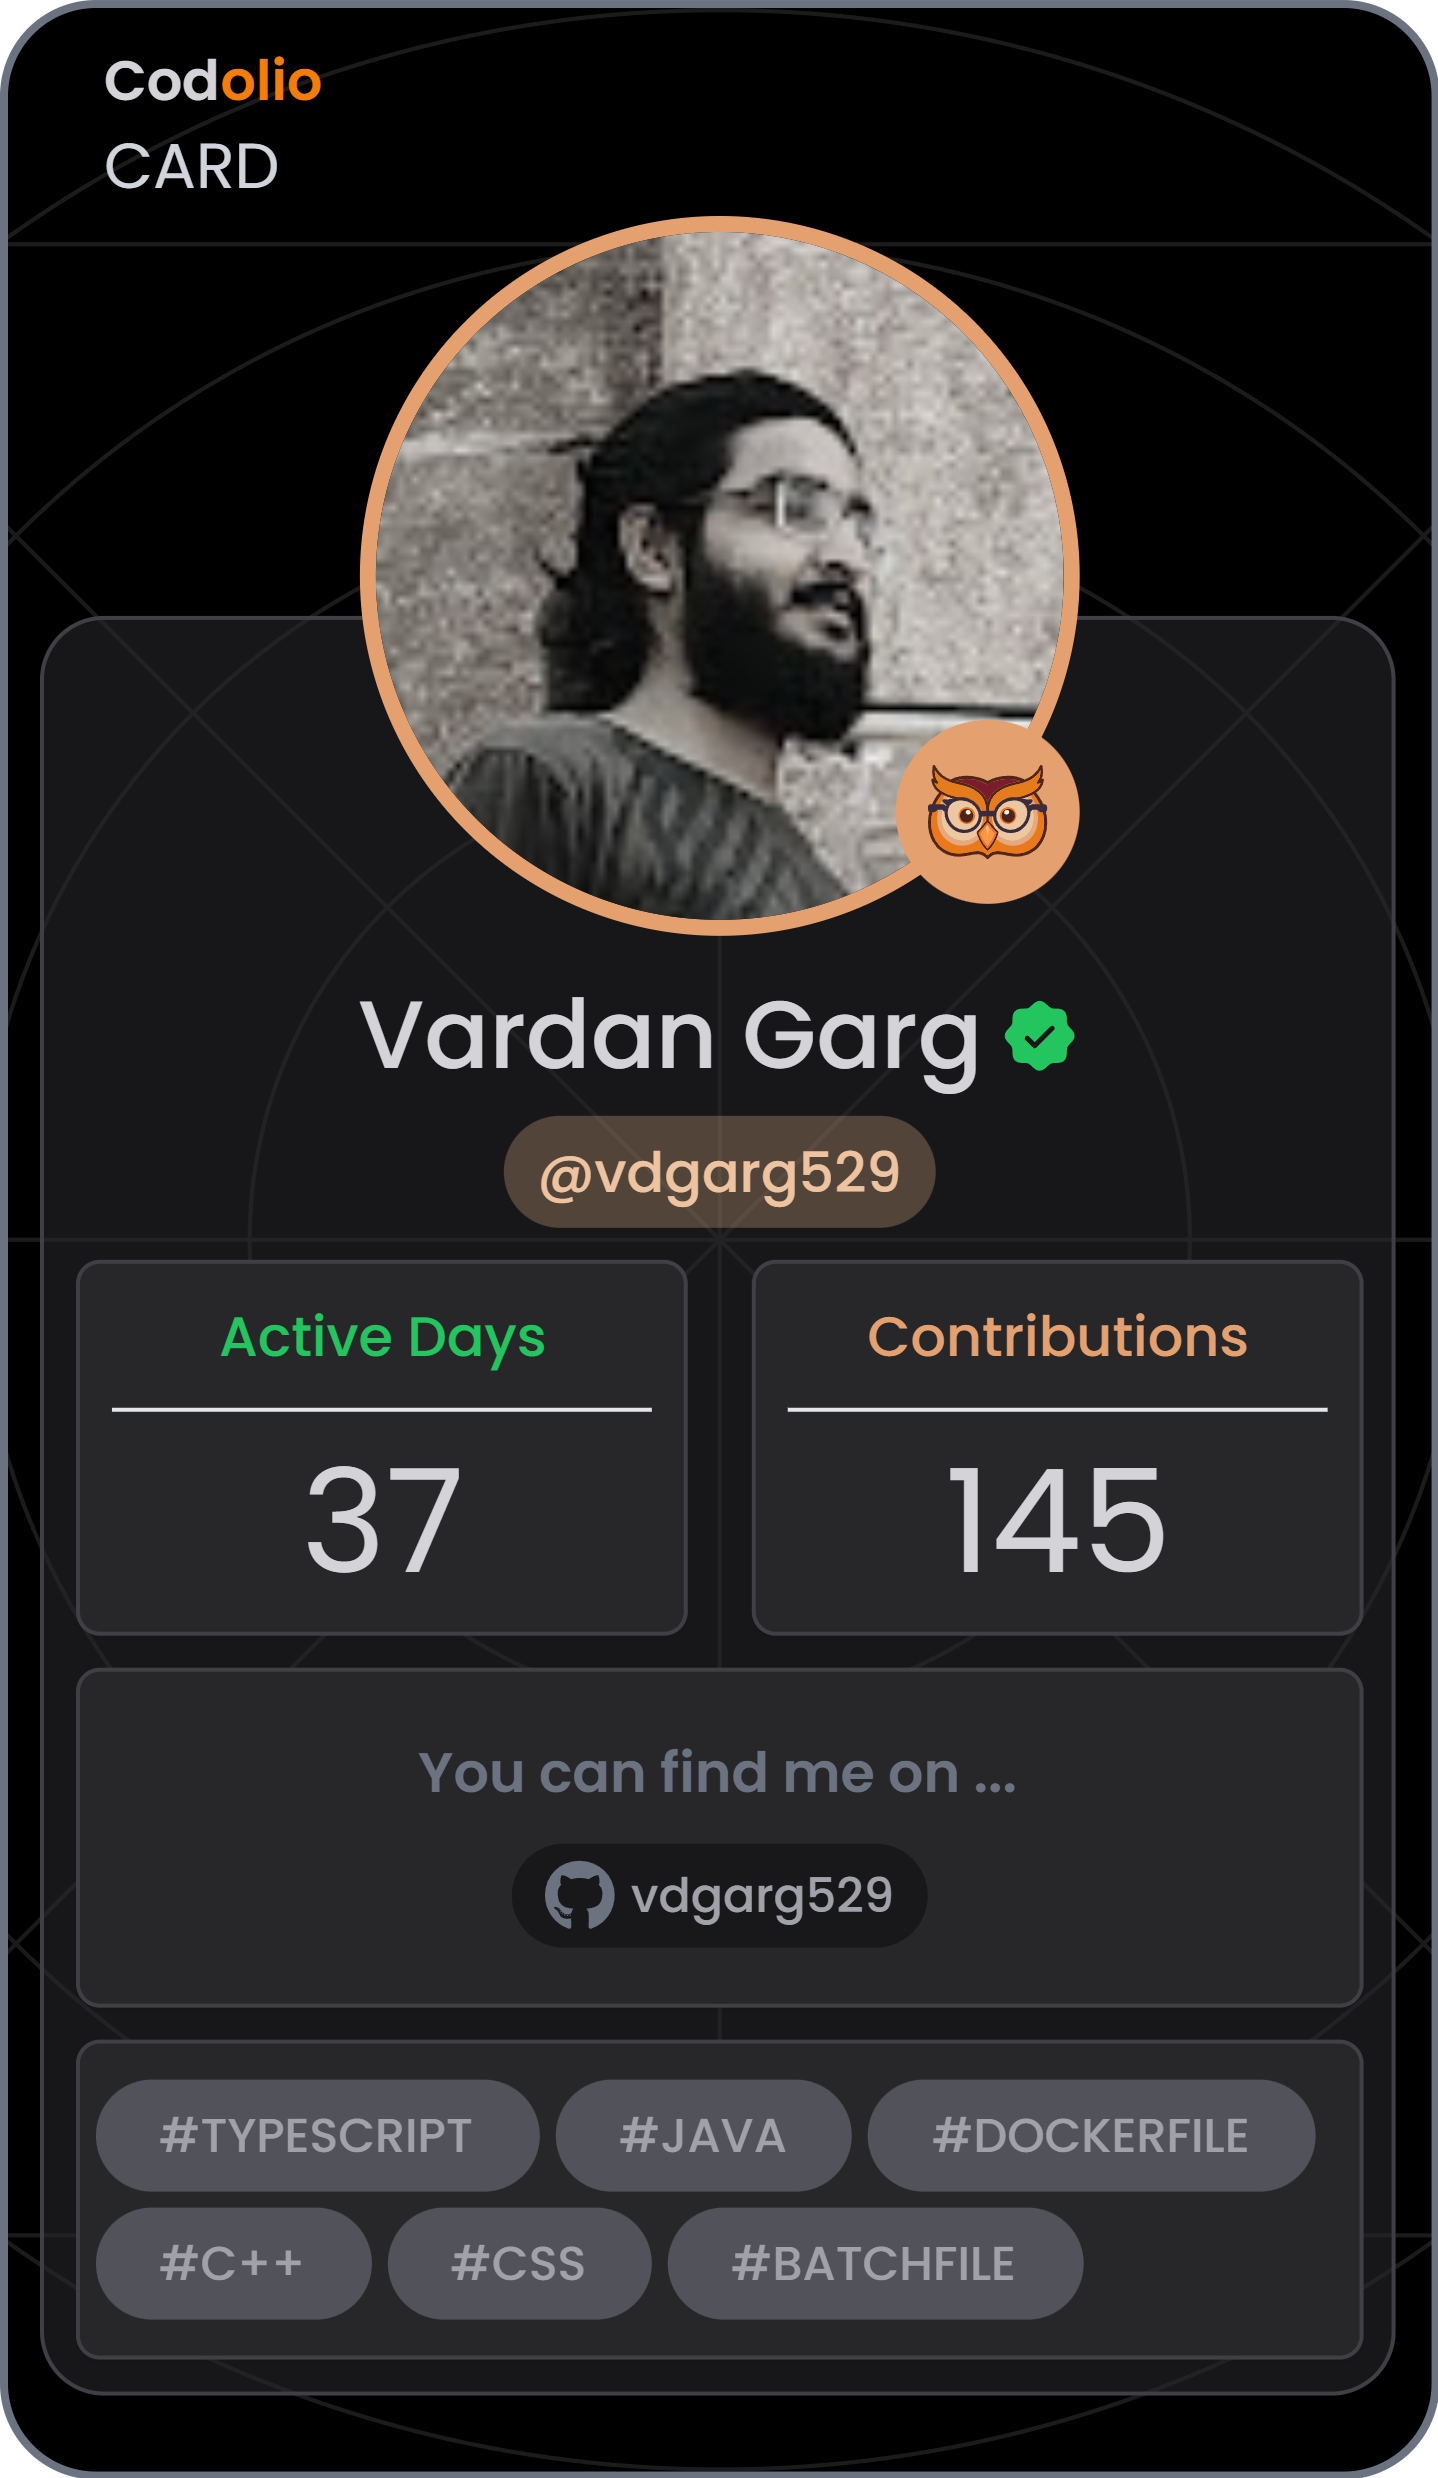 Codolio
CARD
Vardan Garg
@vdgarg529
Active Days
37
Contributions
145
You can find me on ...
vdgarg529
#TYPESCRIPT #JAVA #DOCKERFILE
#C++ #CSS #BATCHFILE